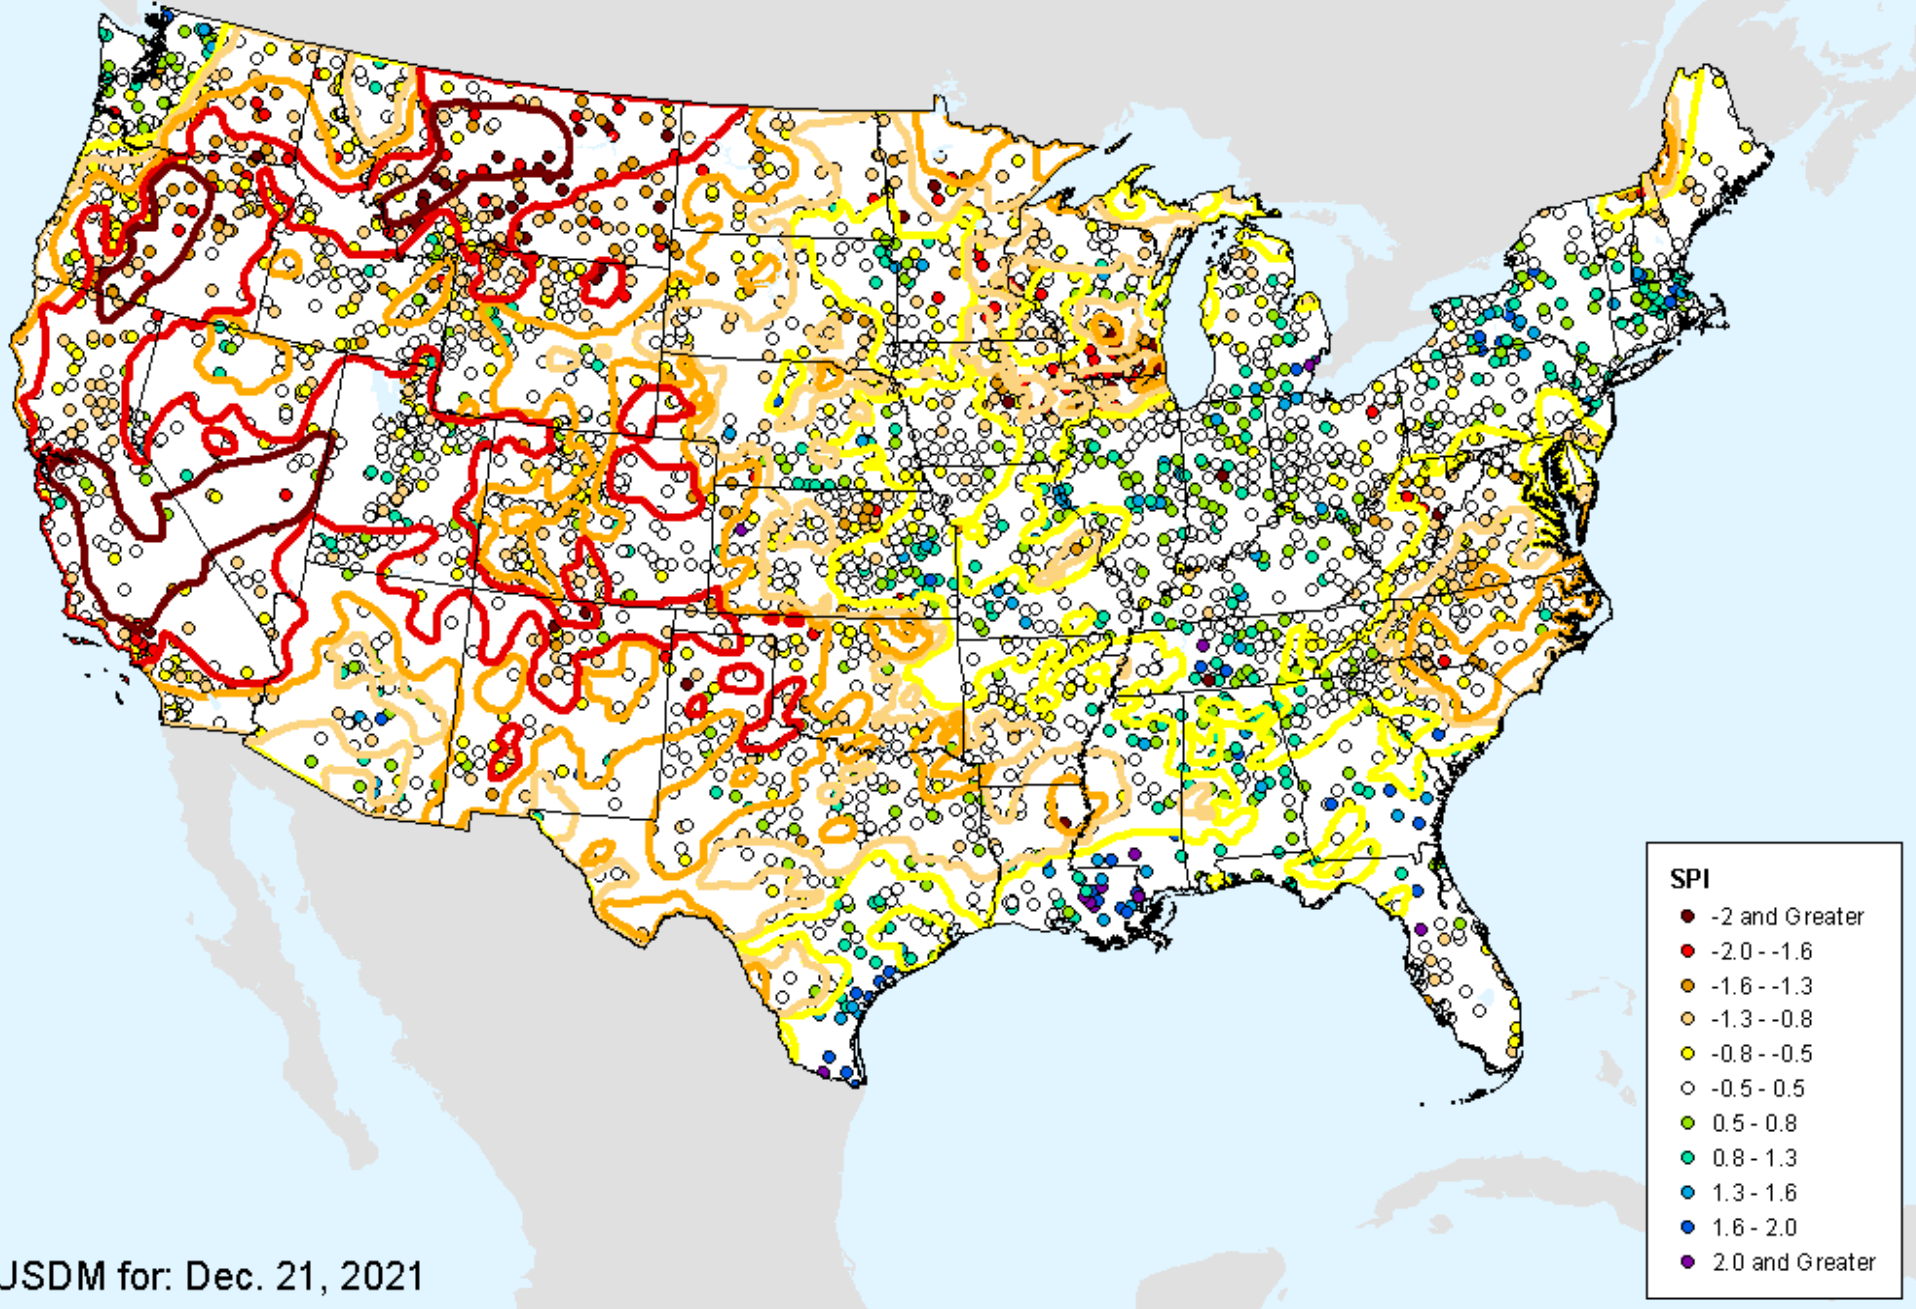 SPI
-2 and Greater
-2.0 - -1.6
-1.6 - -1.3
-1.3 - -0.8
-0.8 - -0.5
-0.5 - 0.5
0.5 - 0.8
0.8 - 1.3
1.3 - 1.6
1.6 - 2.0
2.0 and Greater
USDM for: Dec. 21, 2021